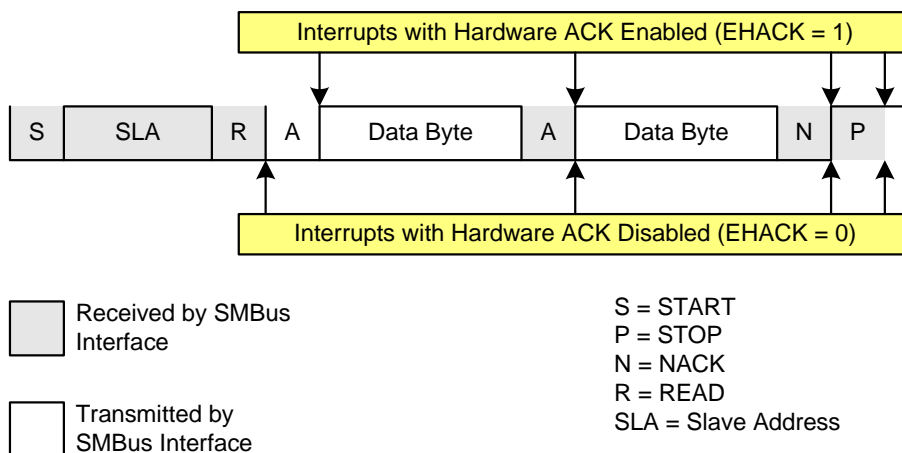 Interrupts with Hardware ACK Enabled (EHACK = 1)
S SLA R A Data Byte A Data Byte N P
Interrupts with Hardware ACK Disabled (EHACK = 0)
Received by SMBus
Interface
Transmitted by
SMBus Interface
S = START
P = STOP
N = NACK
R = READ
SLA = Slave Address